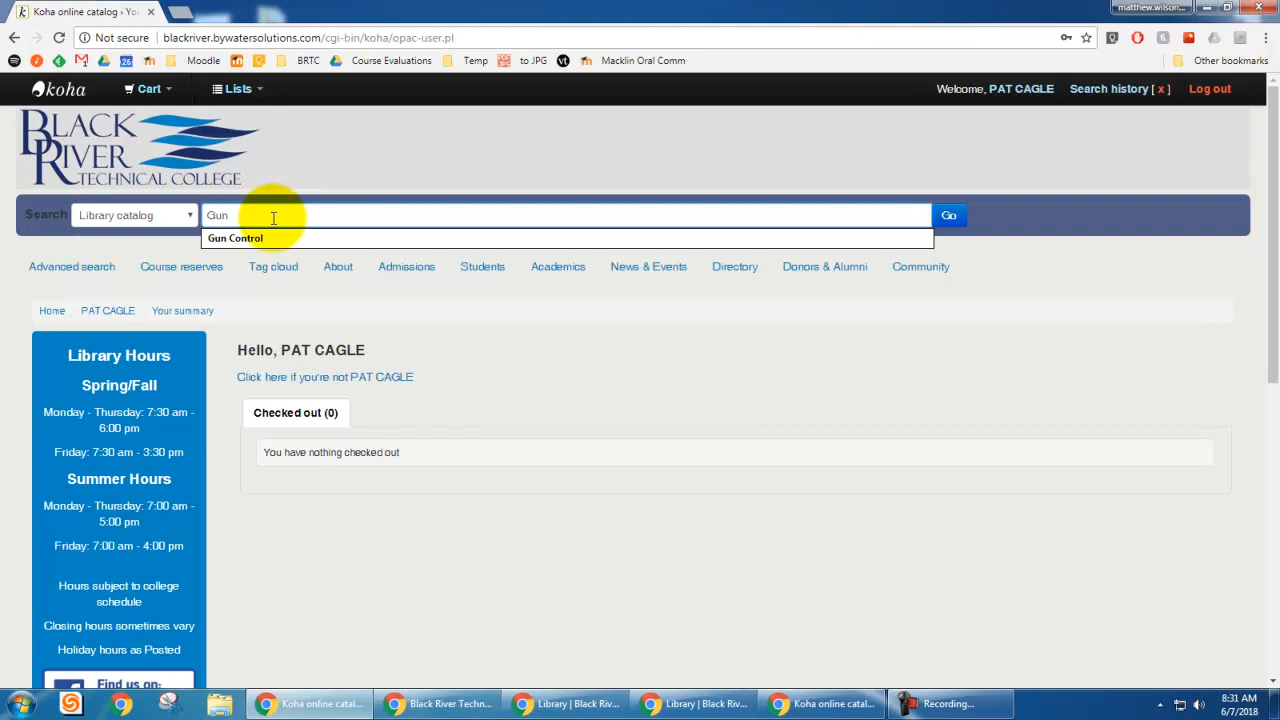 Koha online catalog › Yo
matthew.wilson...
Not secure
blackriver.bywatersolutions.com/cgi-bin/koha/opac-user.pl
Moodle
BRTC
Course Evaluations
Temp
to JPG
Macklin Oral Comm
Other bookmarks
koha
Cart
Lists
Welcome, PAT CAGLE
Search history [ x ]
Log out
BLACK
RIVER
TECHNICAL COLLEGE
Search
Library catalog
Gun
Go
Gun Control
Advanced search
Course reserves
Tag cloud
About
Admissions
Students
Academics
News & Events
Directory
Donors & Alumni
Community
Home
PAT CAGLE
Your summary
Library Hours
Spring/Fall
Monday - Thursday: 7:30 am -
6:00 pm
Friday: 7:30 am - 3:30 pm
Summer Hours
Monday - Thursday: 7:00 am -
5:00 pm
Friday: 7:00 am - 4:00 pm
Hours subject to college
schedule
Closing hours sometimes vary
Holiday hours as Posted
Find us on:
Hello, PAT CAGLE
Click here if you're not PAT CAGLE
Checked out (0)
You have nothing checked out
Koha online catal...
Black River Techn...
Library | Black Riv...
Library | Black Riv...
Koha online catal...
Recording...
8:31 AM
6/7/2018